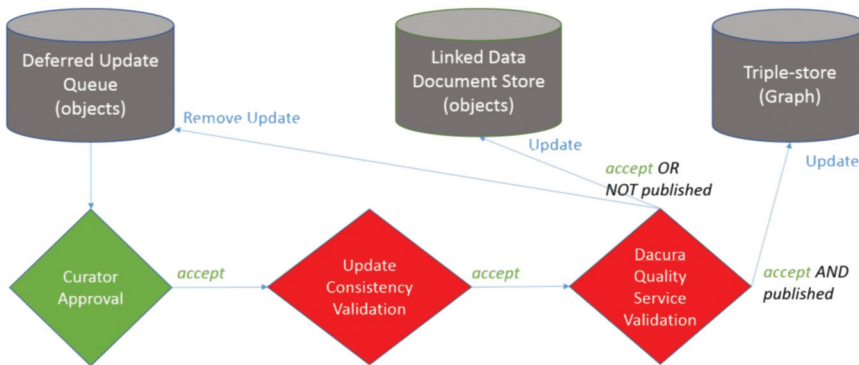 Deferred Update
Queue
(objects)
Linked Data
Document Store
(objects)
Triple-store
(Graph)
Remove Update
Update
Update
accept OR
NOT published
Curator
Approval
accept
Update
Consistency
Validation
accept
Dacura
Quality
Service
Validation
accept AND
published